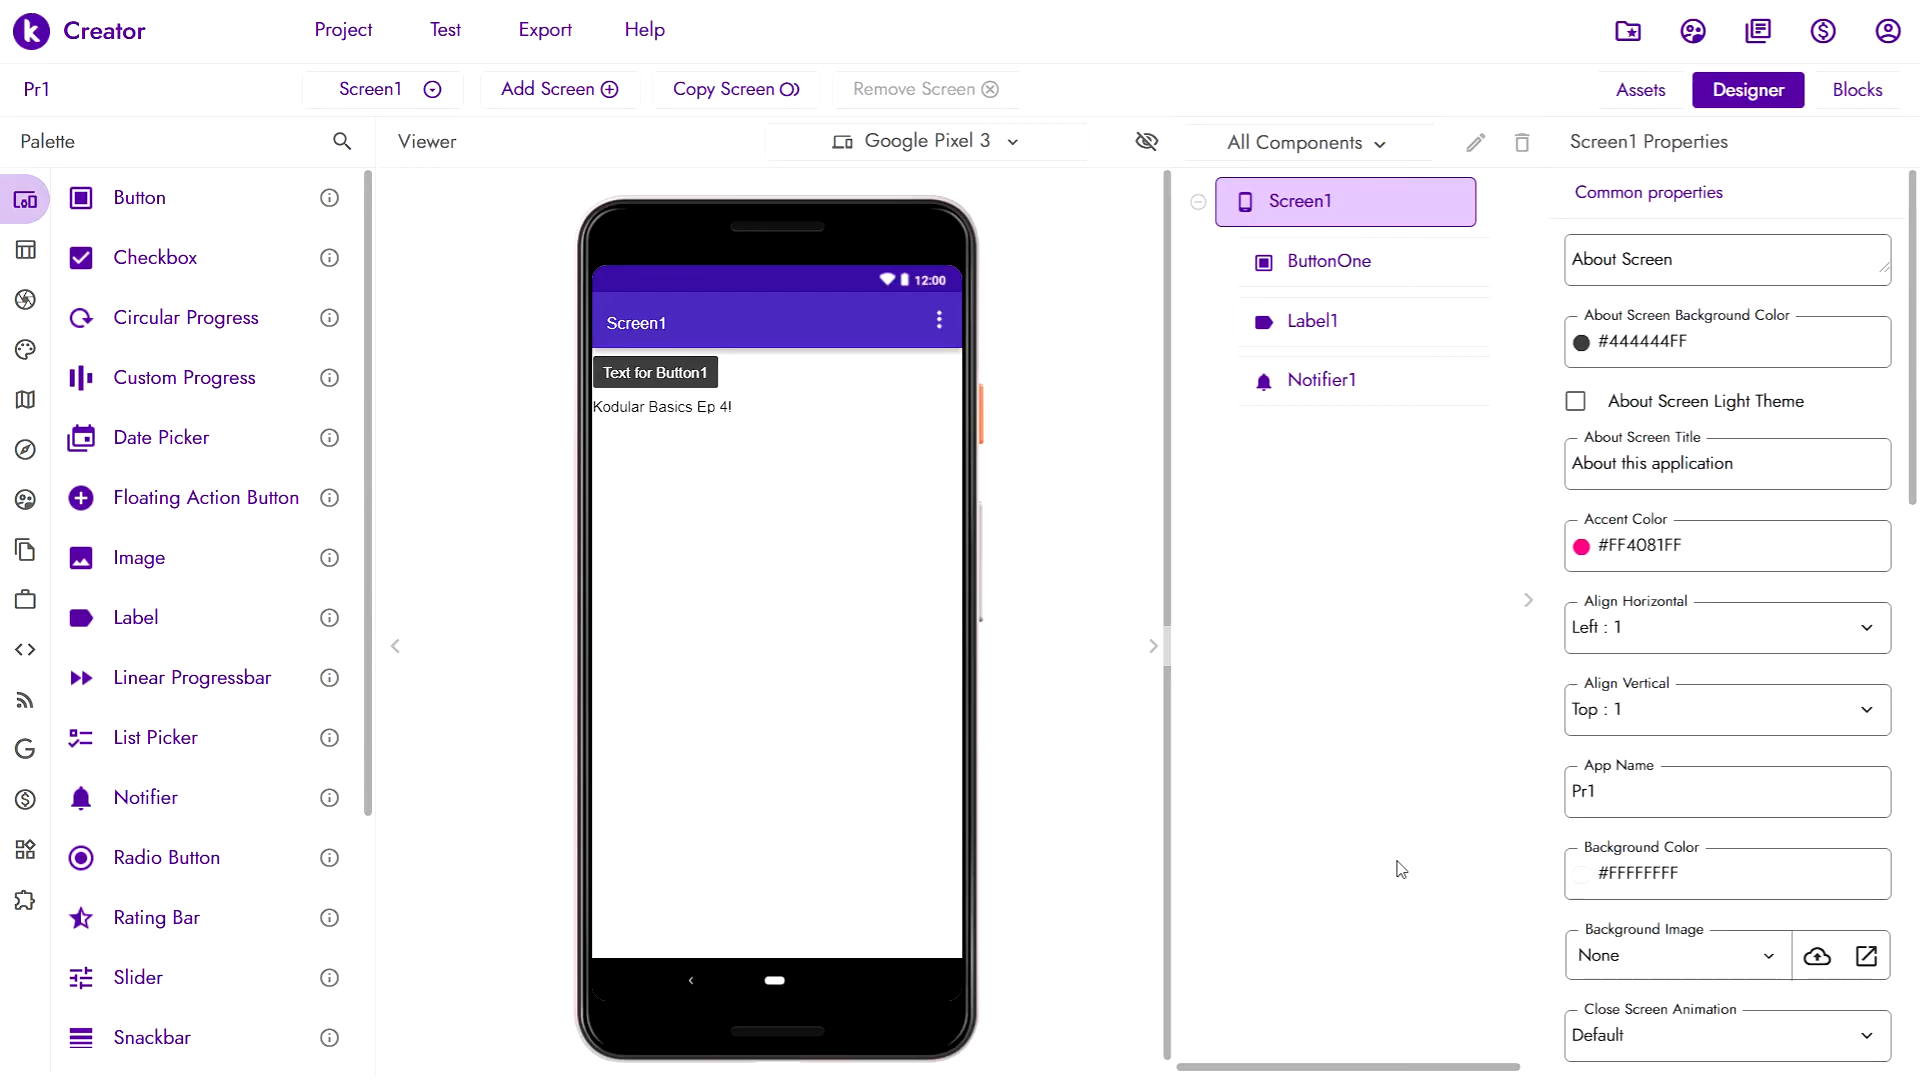 Creator
Project
Test
Export
Help
Pr1
Screen1
Add Screen
Copy Screen
Remove Screen
Assets
Designer
Blocks
Palette
Viewer
Google Pixel 3
All Components
Screen1 Properties
Button
Checkbox
Circular Progress
Custom Progress
Date Picker
Floating Action Button
Image
Label
Linear Progressbar
List Picker
Notifier
Radio Button
Rating Bar
Slider
Snackbar
12:00
Screen1
Text for Button1
Kodular Basics Ep 4!
Screen1
ButtonOne
Label1
Notifier1
Common properties
About Screen
About Screen Background Color
#444444FF
About Screen Light Theme
About Screen Title
About this application
Accent Color
#FF4081FF
Align Horizontal
Left : 1
Align Vertical
Top : 1
App Name
Pr1
Background Color
#FFFFFFFF
Background Image
None
Close Screen Animation
Default